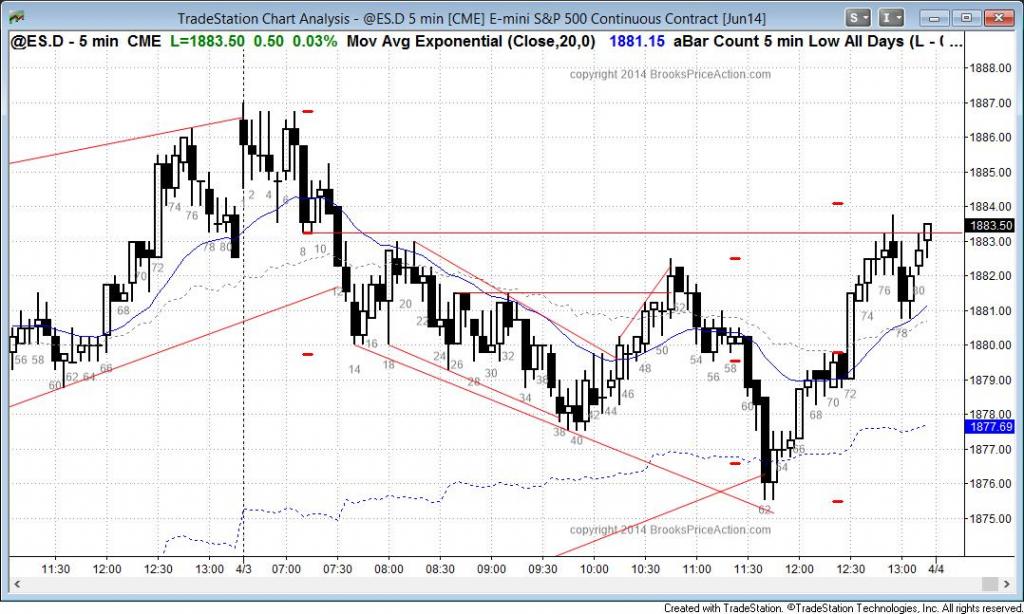 TradeStation Chart Analysis - @ES.D 5 min [CME] E-mini S&P 500 Continuous Contract [Jun14]
S I
@ES.D - 5 min CME L=1883.50 0.50 0.03% Mov Avg Exponential (Close,20,0) 1881.15 aBar Count 5 min Low All Days (L - ...
copyright 2014 BrooksPriceAction.com
1888.00
1887.00
1886.00
1885.00
1884.00
1883.50
1883.00
1882.00
1881.00
1880.00
1879.00
1878.00
1877.69
1877.00
1876.00
1875.00
2 4 6
74 76 78 80
8 10
70 72
68
12
56 58 60 62 64 66
14 16 18
20 22 24 26 28 30 32 34 36
38 40 42 44 46 48 50 52
54 56 58 60
62 64 66 68 70 72
74 76 78 80
copyright 2014 BrooksPriceAction.com
11:30 12:00 12:30 13:00 4/3 07:00 07:30 08:00 08:30 09:00 09:30 10:00 10:30 11:00 11:30 12:00 12:30 13:00 4/4
Created with TradeStation. ©TradeStation Technologies, Inc. All rights reserved.